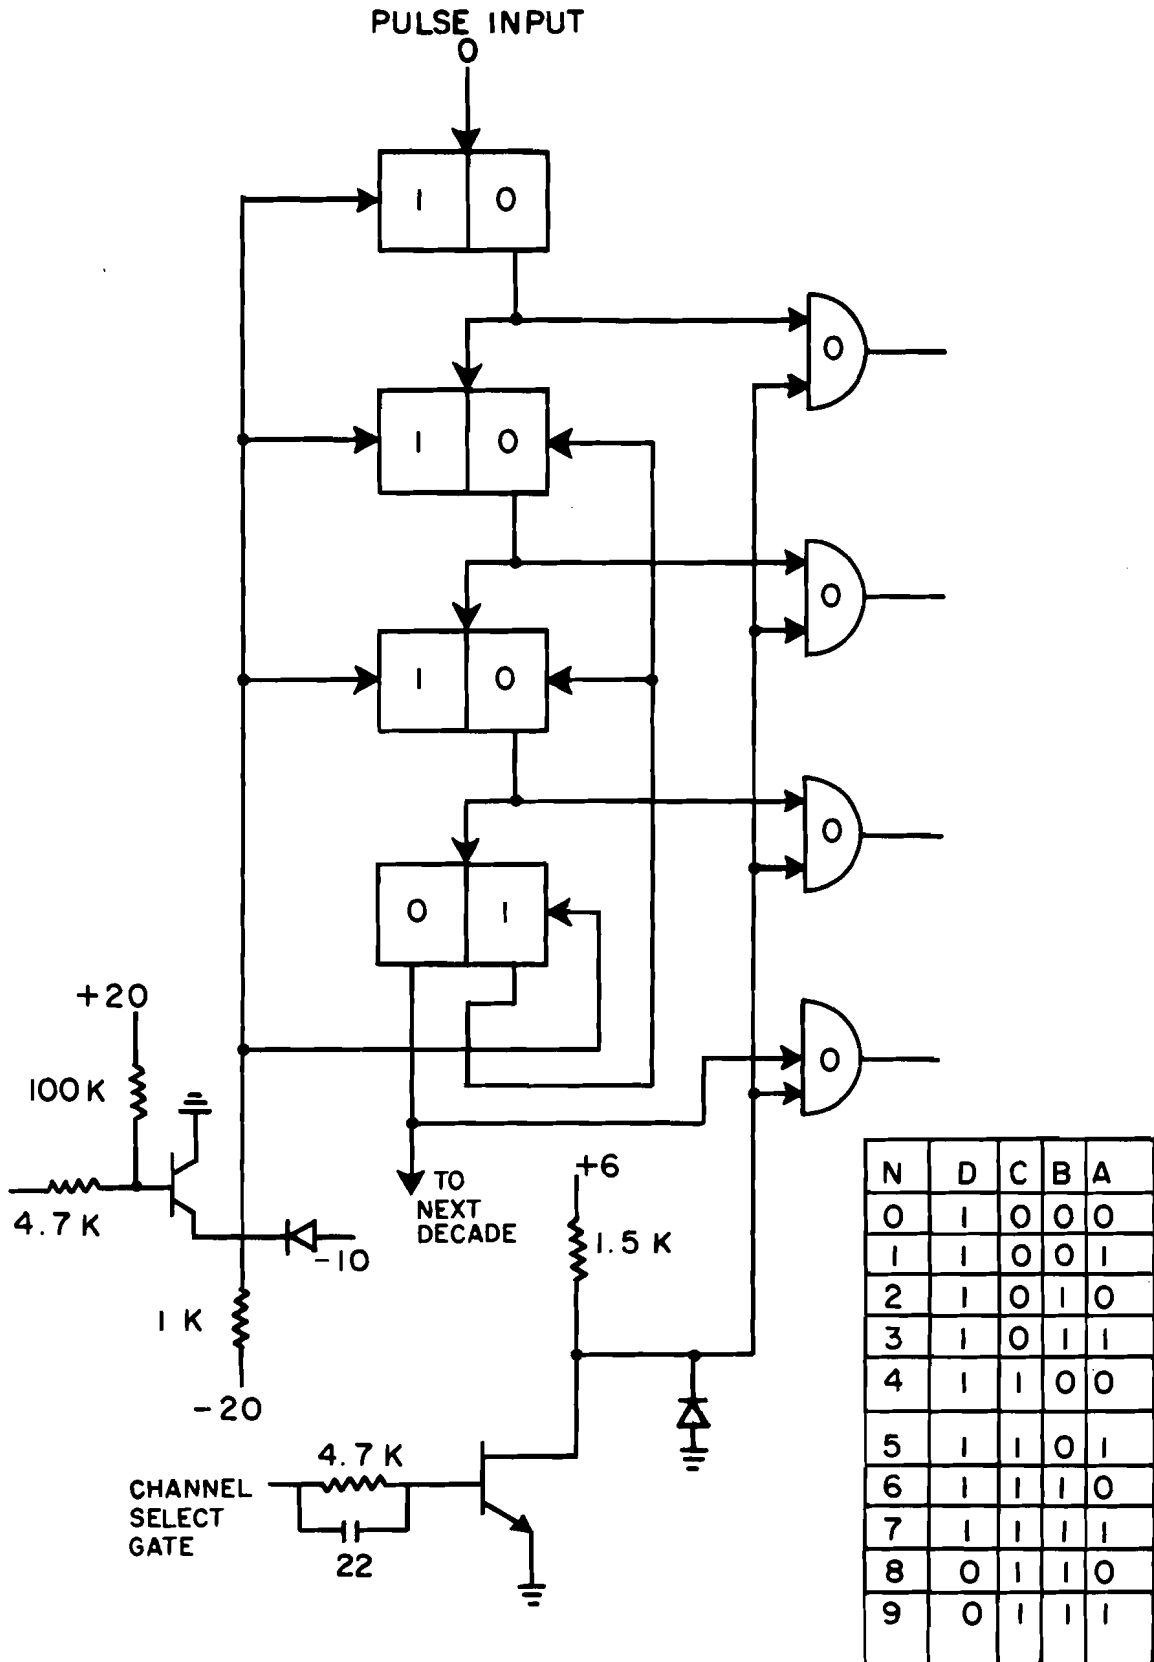 PULSE INPUT
0
1 0
0
1 0
0
1 0
0
0 1
0
+20
100 K
4.7 K
-10
1 K
-20
TO
NEXT
DECADE
+6
1.5 K
4.7 K
CHANNEL
SELECT
GATE
22
N D C B A
0 1 0 0 0
1 1 0 0 1
2 1 0 1 0
3 1 0 1 1
4 1 1 0 0
5 1 1 0 1
6 1 1 1 0
7 1 1 1 1
8 0 1 1 0
9 0 1 1 1